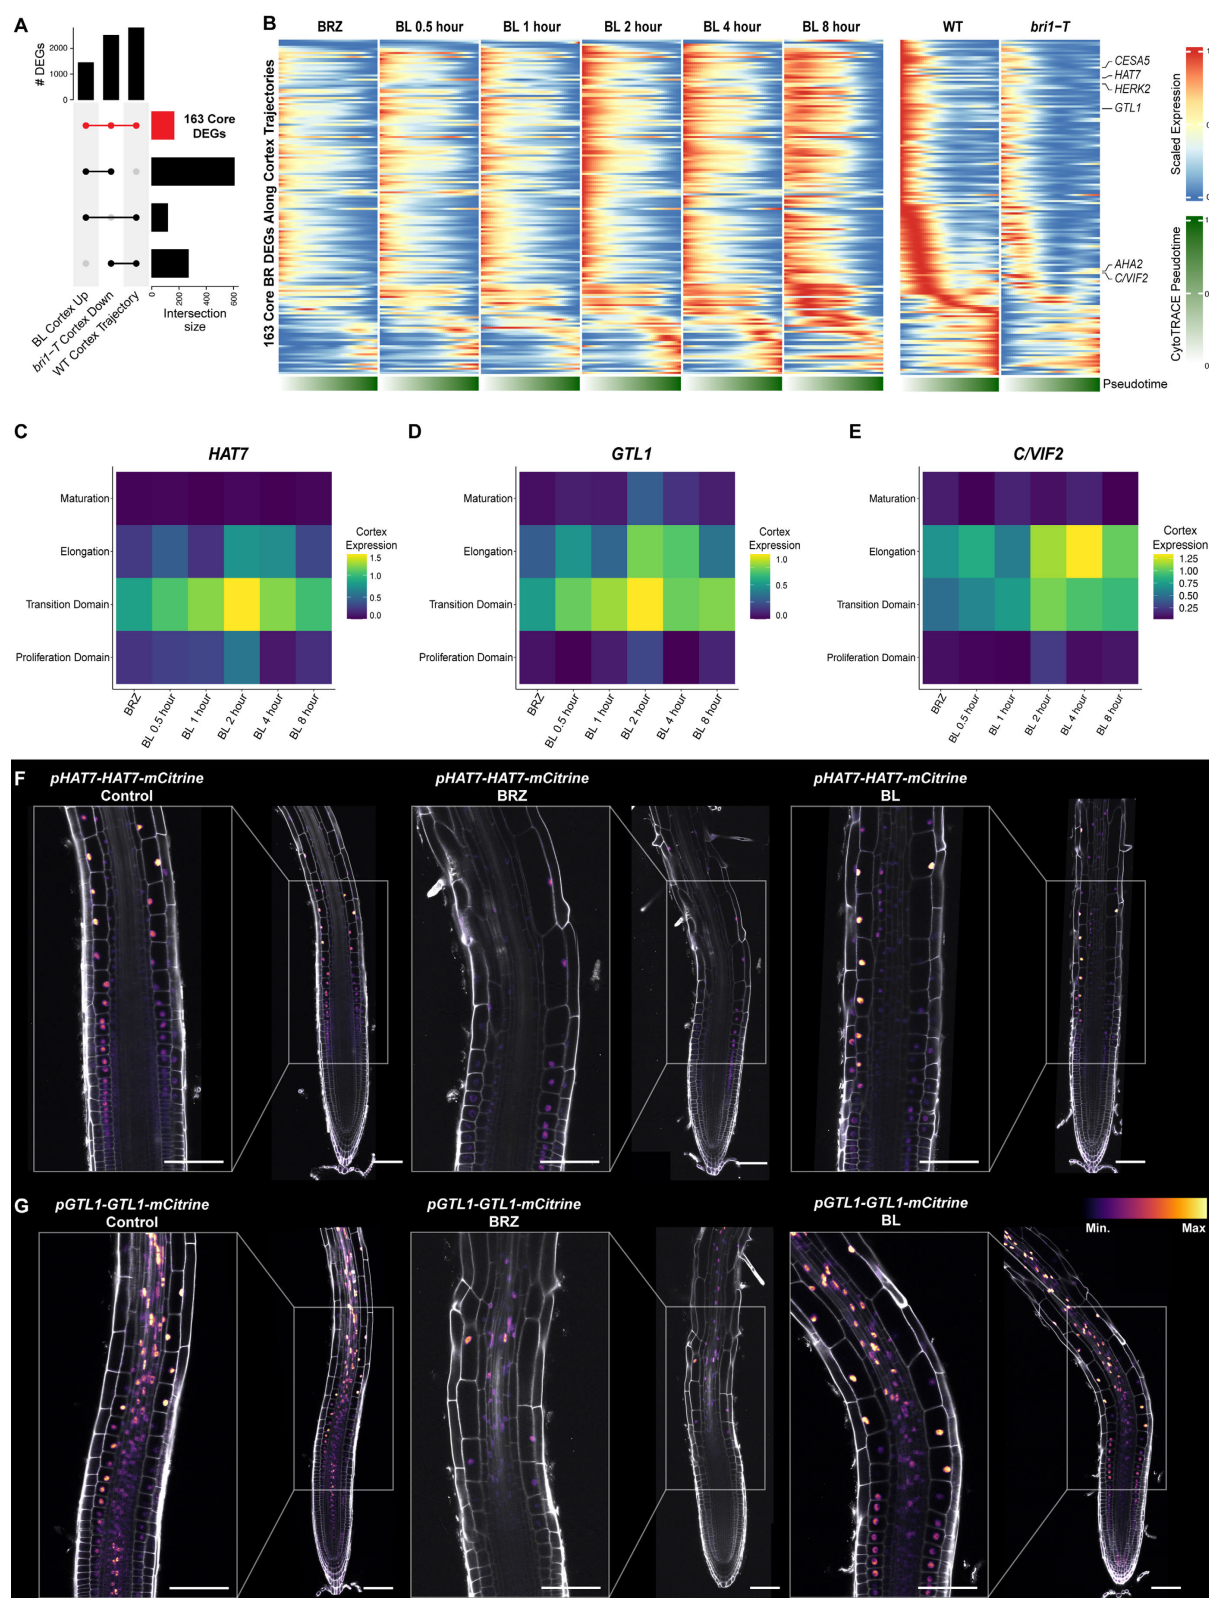 A
# DEGs
2000
1000
0
163 Core
DEGs
BL Cortex Up
bri1-T Cortex Down
WT Cortex Trajectory
0
200
400
600
Intersection
size
B
163 Core BR DEGs Along Cortex Trajectories
BRZ
BL 0.5 hour
BL 1 hour
BL 2 hour
BL 4 hour
BL 8 hour
WT
bri1-T
CESA5
HAT7
HERK2
GTL1
AHA2
C/VIF2
Pseudotime
Scaled Expression
CytoTRACE Pseudotime
C
HAT7
Maturation
Elongation
Transition Domain
Proliferation Domain
BRZ
BL 0.5 hour
BL 1 hour
BL 2 hour
BL 4 hour
BL 8 hour
Cortex
Expression
1.5
1.0
0.5
0.0
D
GTL1
Maturation
Elongation
Transition Domain
Proliferation Domain
BRZ
BL 0.5 hour
BL 1 hour
BL 2 hour
BL 4 hour
BL 8 hour
Cortex
Expression
1.0
0.5
0.0
E
C/VIF2
Maturation
Elongation
Transition Domain
Proliferation Domain
BRZ
BL 0.5 hour
BL 1 hour
BL 2 hour
BL 4 hour
BL 8 hour
Cortex
Expression
1.25
1.00
0.75
0.50
0.25
F
pHAT7-HAT7-mCitrine
Control
pHAT7-HAT7-mCitrine
BRZ
pHAT7-HAT7-mCitrine
BL
G
pGTL1-GTL1-mCitrine
Control
pGTL1-GTL1-mCitrine
BRZ
pGTL1-GTL1-mCitrine
BL
Min.
Max